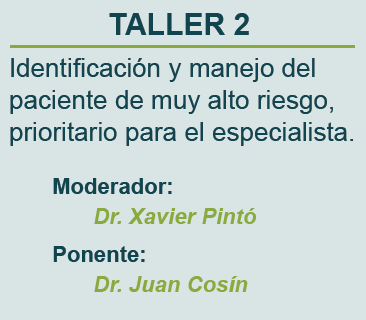 TALLER 2
Identificación y manejo del
paciente de muy alto riesgo,
prioritario para el especialista.
Moderador:
Dr. Xavier Pintó
Ponente:
Dr. Juan Cosín